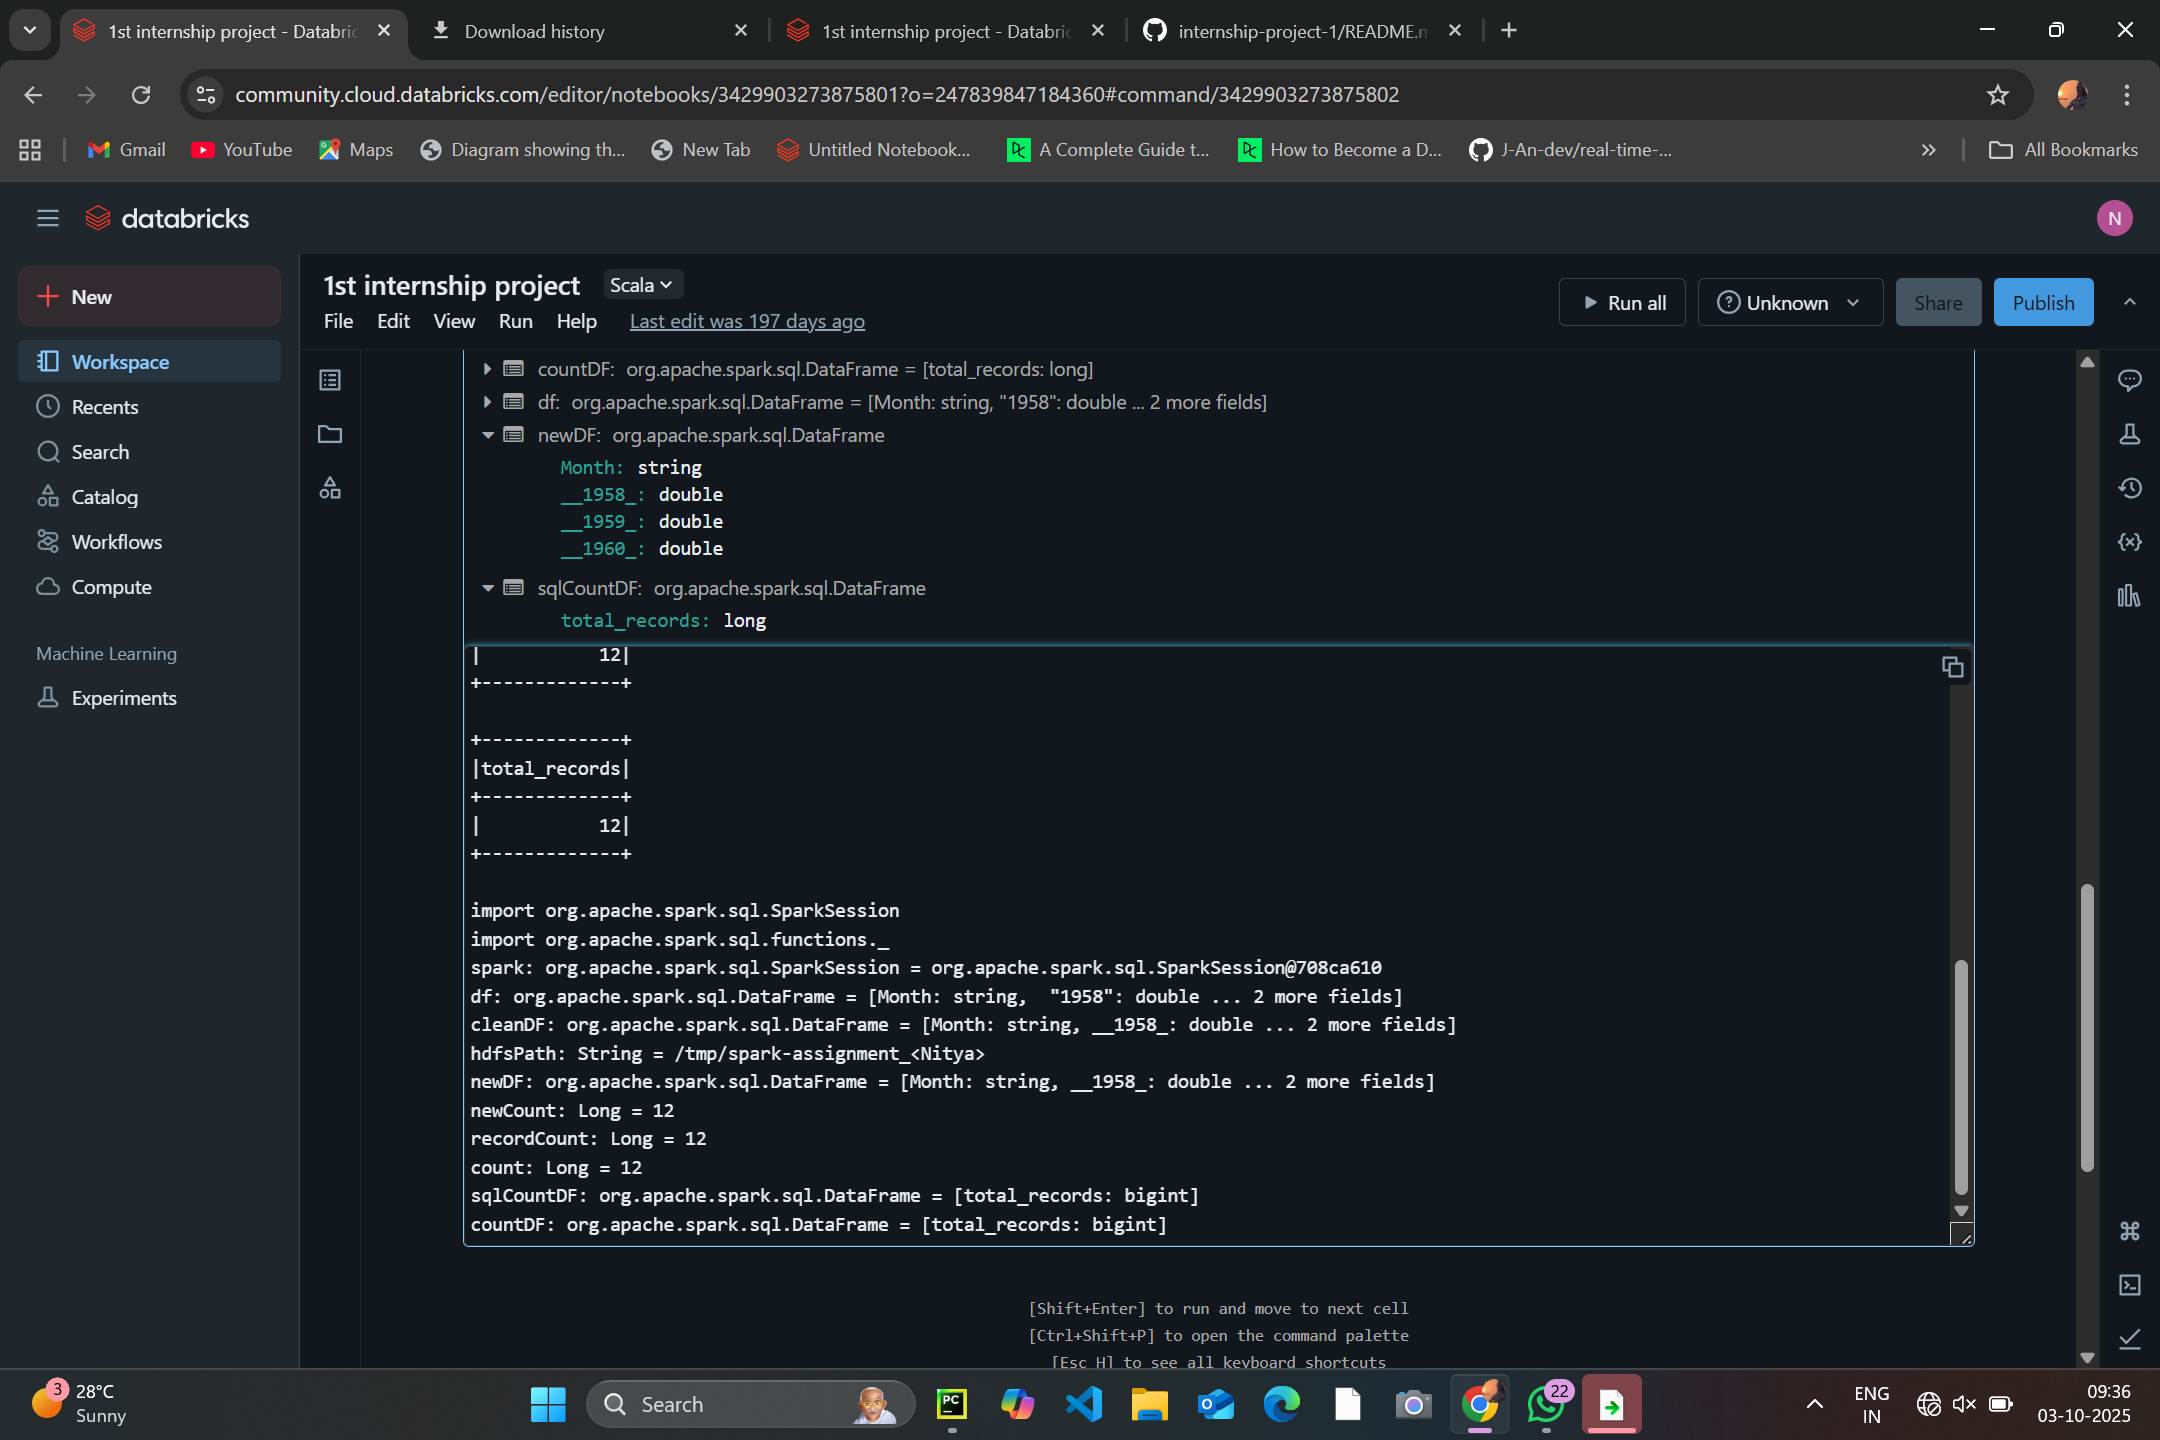 1st internship project - Databric
Download history
1st internship project - Databric
internship-project-1/README.m
community.cloud.databricks.com/editor/notebooks/3429903273875801?o=247839847184360#command/3429903273875802
Gmail
YouTube
Maps
Diagram showing th...
New Tab
Untitled Notebook...
A Complete Guide t...
How to Become a D...
J-An-dev/real-time-...
All Bookmarks
databricks
N
New
Workspace
Recents
Search
Catalog
Workflows
Compute
Machine Learning
Experiments
1st internship project
Scala
File Edit View Run Help Last edit was 197 days ago
Run all
Unknown
Share
Publish
countDF: org.apache.spark.sql.DataFrame = [total_records: long]
df: org.apache.spark.sql.DataFrame = [Month: string, "1958": double ... 2 more fields]
newDF: org.apache.spark.sql.DataFrame
Month: string
__1958_: double
__1959_: double
__1960_: double
sqlCountDF: org.apache.spark.sql.DataFrame
total_records: long
|           12|
+-------------+
+-------------+
|total_records|
+-------------+
|           12|
+-------------+
import org.apache.spark.sql.SparkSession
import org.apache.spark.sql.functions._
spark: org.apache.spark.sql.SparkSession = org.apache.spark.sql.SparkSession@708ca610
df: org.apache.spark.sql.DataFrame = [Month: string,  "1958": double ... 2 more fields]
cleanDF: org.apache.spark.sql.DataFrame = [Month: string, __1958_: double ... 2 more fields]
hdfsPath: String = /tmp/spark-assignment_<Nitya>
newDF: org.apache.spark.sql.DataFrame = [Month: string, __1958_: double ... 2 more fields]
newCount: Long = 12
recordCount: Long = 12
count: Long = 12
sqlCountDF: org.apache.spark.sql.DataFrame = [total_records: bigint]
countDF: org.apache.spark.sql.DataFrame = [total_records: bigint]
[Shift+Enter] to run and move to next cell
[Ctrl+Shift+P] to open the command palette
[Esc H] to see all keyboard shortcuts
3
28°C
Sunny
Search
PC
22
ENG
IN
09:36
03-10-2025